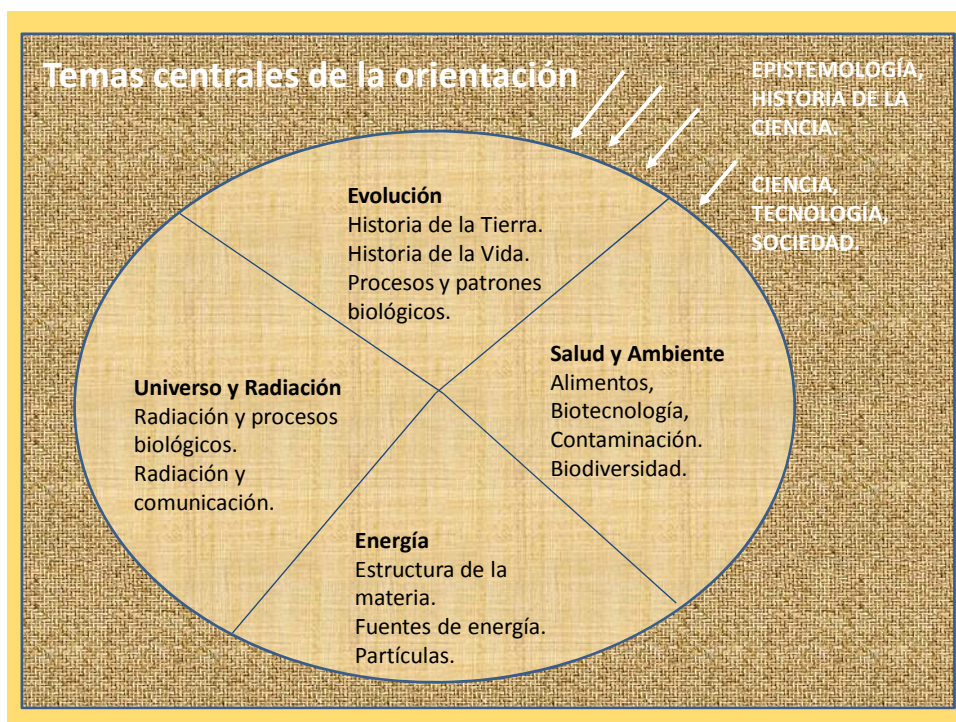 Temas centrales de la orientación
EPISTEMOLOGÍA,
HISTORIA DE LA
CIENCIA.
CIENCIA,
TECNOLOGÍA,
SOCIEDAD.
Evolución
Historia de la Tierra.
Historia de la Vida.
Procesos y patrones
biológicos.
Salud y Ambiente
Alimentos,
Biotecnología,
Contaminación.
Biodiversidad.
Universo y Radiación
Radiación y procesos
biológicos.
Radiación y
comunicación.
Energía
Estructura de la
materia.
Fuentes de energía.
Partículas.